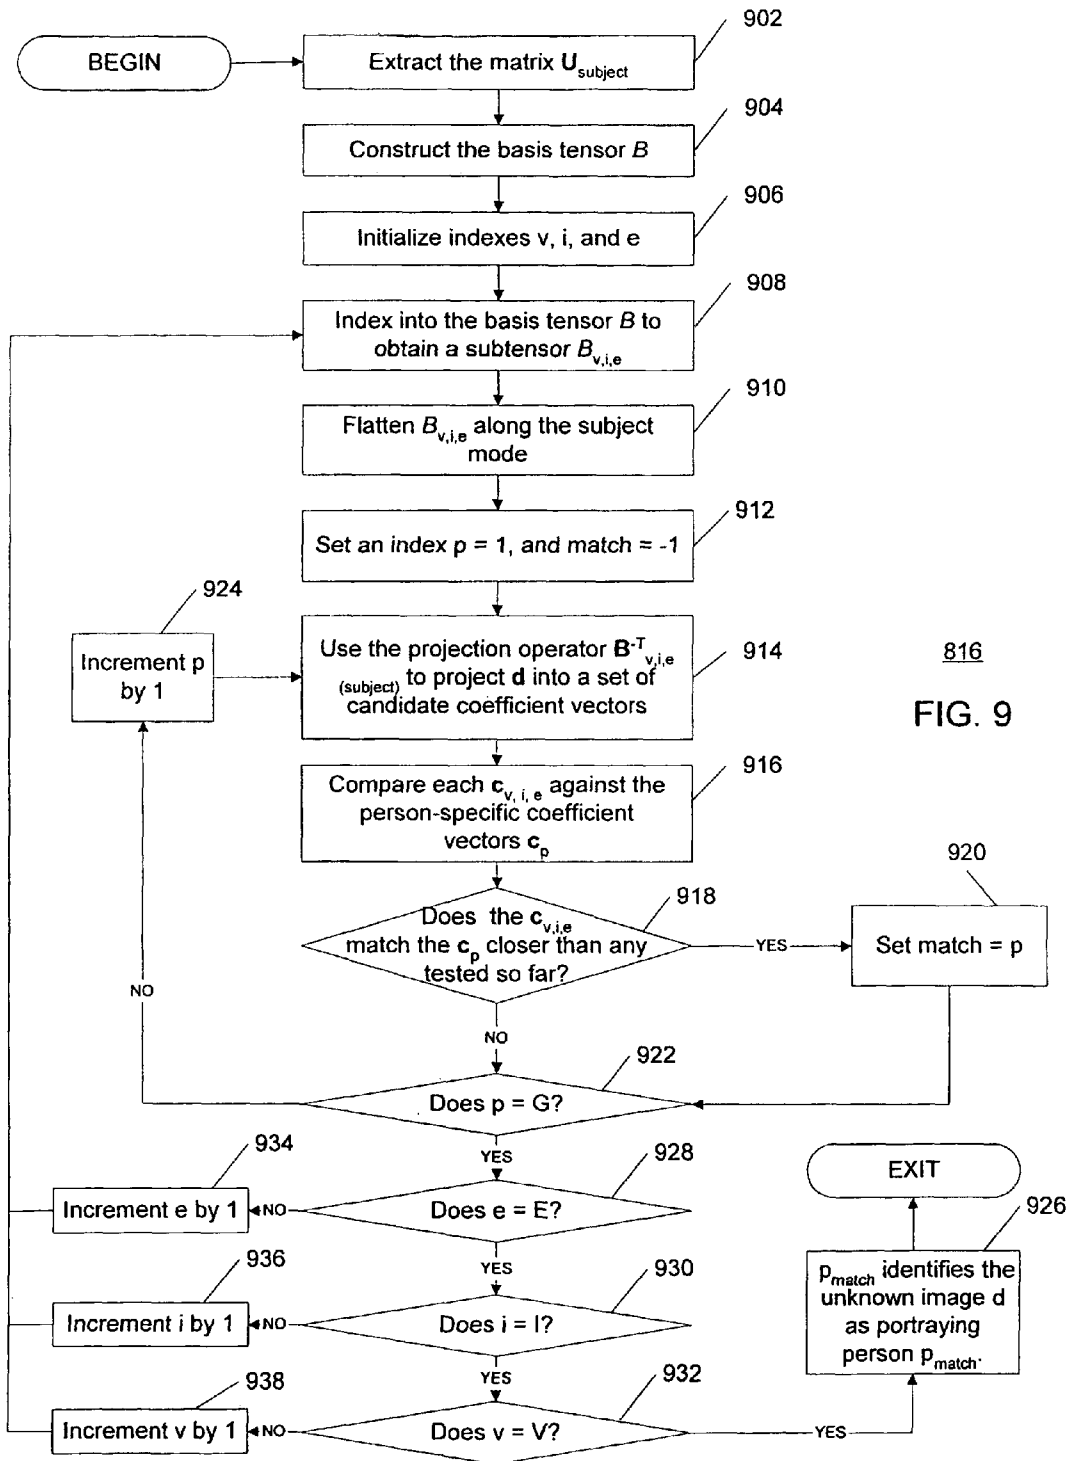 902
BEGIN
Extract the matrix U_subject
904
Construct the basis tensor B
906
Initialize indexes v, i, and e
908
Index into the basis tensor B to
obtain a subtensor B_v,i,e
910
Flatten B_v,i,e along the subject
mode
912
Set an index p = 1, and match = -1
924
Increment p
by 1
Use the projection operator B^-T_v,i,e
(subject) to project d into a set of
candidate coefficient vectors
914
816
FIG. 9
916
Compare each c_v, i, e against the
person-specific coefficient
vectors c_p
918
Does the c_v,i,e
match the c_p closer than any
tested so far?
YES
920
Set match = p
NO
NO
922
Does p = G?
YES
934
Increment e by 1
NO
928
Does e = E?
YES
936
Increment i by 1
NO
930
Does i = I?
YES
938
Increment v by 1
NO
932
Does v = V?
YES
EXIT
926
p_match identifies the
unknown image d
as portraying
person p_match.